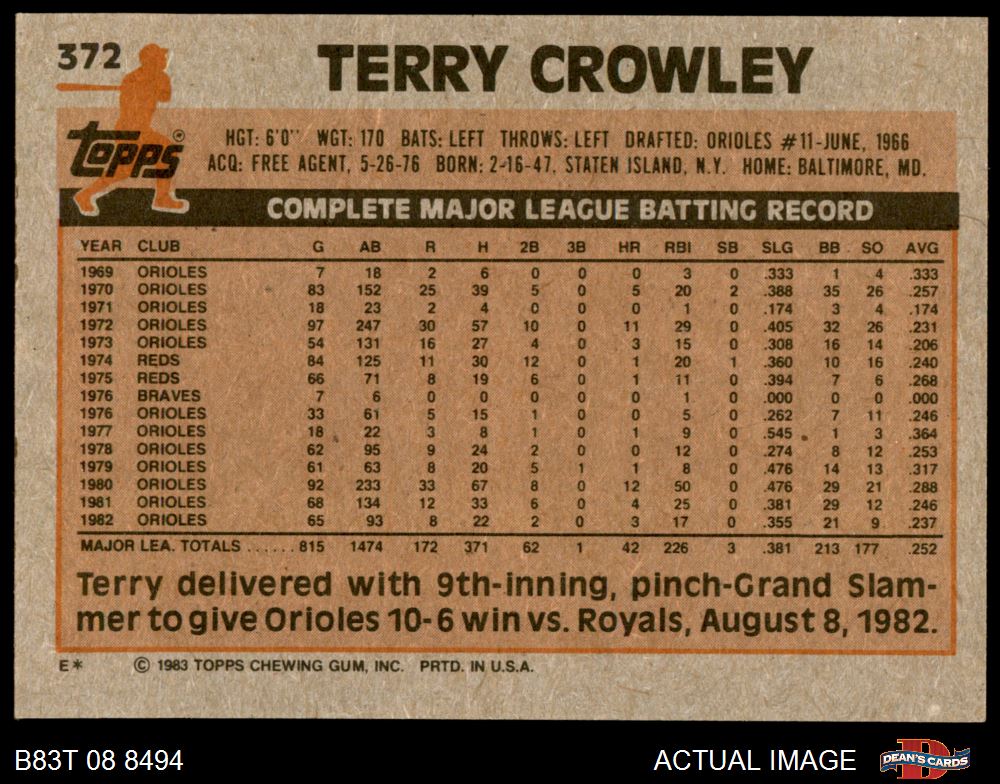 372
TERRY CROWLEY
Topps®
HGT: 6'0" WGT: 170 BATS: LEFT THROWS: LEFT DRAFTED: ORIOLES #11-JUNE, 1966
ACQ: FREE AGENT, 5-26-76 BORN: 2-16-47, STATEN ISLAND, N.Y. HOME: BALTIMORE, MD.
COMPLETE MAJOR LEAGUE BATTING RECORD
YEAR CLUB G AB R H 2B 3B HR RBI SB SLG BB SO AVG
1969 ORIOLES 7 18 2 6 0 0 0 3 0 .333 1 4 .333
1970 ORIOLES 83 152 25 39 5 0 5 20 2 .388 35 26 .257
1971 ORIOLES 18 23 2 4 0 0 0 1 0 .174 3 4 .174
1972 ORIOLES 97 247 30 57 10 0 11 29 0 .405 32 26 .231
1973 ORIOLES 54 131 16 27 4 0 3 15 0 .308 16 14 .206
1974 REDS 84 125 11 30 12 0 1 20 1 .360 10 16 .240
1975 REDS 66 71 8 19 6 0 1 11 0 .394 7 6 .268
1976 BRAVES 7 6 0 0 0 0 0 1 0 .000 0 0 .000
1976 ORIOLES 33 61 5 15 1 0 0 5 0 .262 7 11 .246
1977 ORIOLES 18 22 3 8 1 0 1 9 0 .545 1 3 .364
1978 ORIOLES 62 95 9 24 2 0 0 12 0 .274 8 12 .253
1979 ORIOLES 61 63 8 20 5 1 1 8 0 .476 14 13 .317
1980 ORIOLES 92 233 33 67 8 0 12 50 0 .476 29 21 .288
1981 ORIOLES 68 134 12 33 6 0 4 25 0 .381 29 12 .246
1982 ORIOLES 65 93 8 22 2 0 3 17 0 .355 21 9 .237
MAJOR LEA. TOTALS ...... 815 1474 172 371 62 1 42 226 3 .381 213 177 .252
Terry delivered with 9th-inning, pinch-Grand Slam-
mer to give Orioles 10-6 win vs. Royals, August 8, 1982.
E* © 1983 TOPPS CHEWING GUM, INC. PRTD. IN U.S.A.
B83T 08 8494 ACTUAL IMAGE DEAN'S CARDS